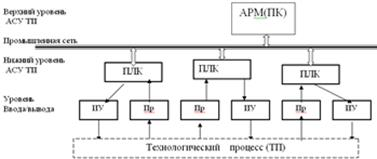 Верхний уровень
АСУ ТП
АРМ(ПК)
Промышленная сеть
Нижний уровень
АСУ ТП
ПЛК
ПЛК
ПЛК
Уровень
Ввода/вывода
ИУ
Пр
Пр
ИУ
Пр
ИУ
Технологический процесс (ТП)